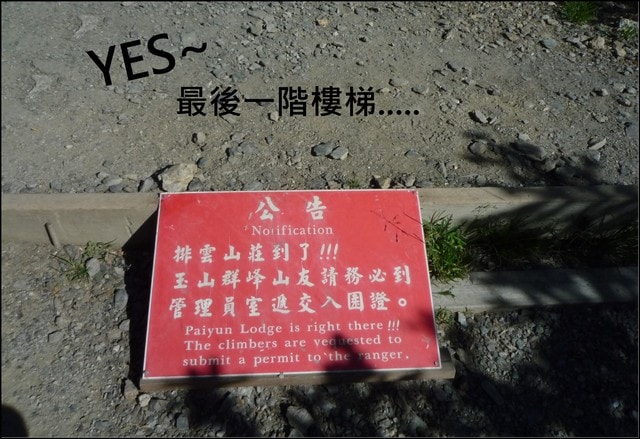 YES~
最後一階樓梯.....
公告
Notification
排雲山莊到了!!!
玉山群峰山友請務必到
管理員室遞交入園證。
Paiyun Lodge is right there !!!
The climbers are requested to
submit a permit to the ranger.